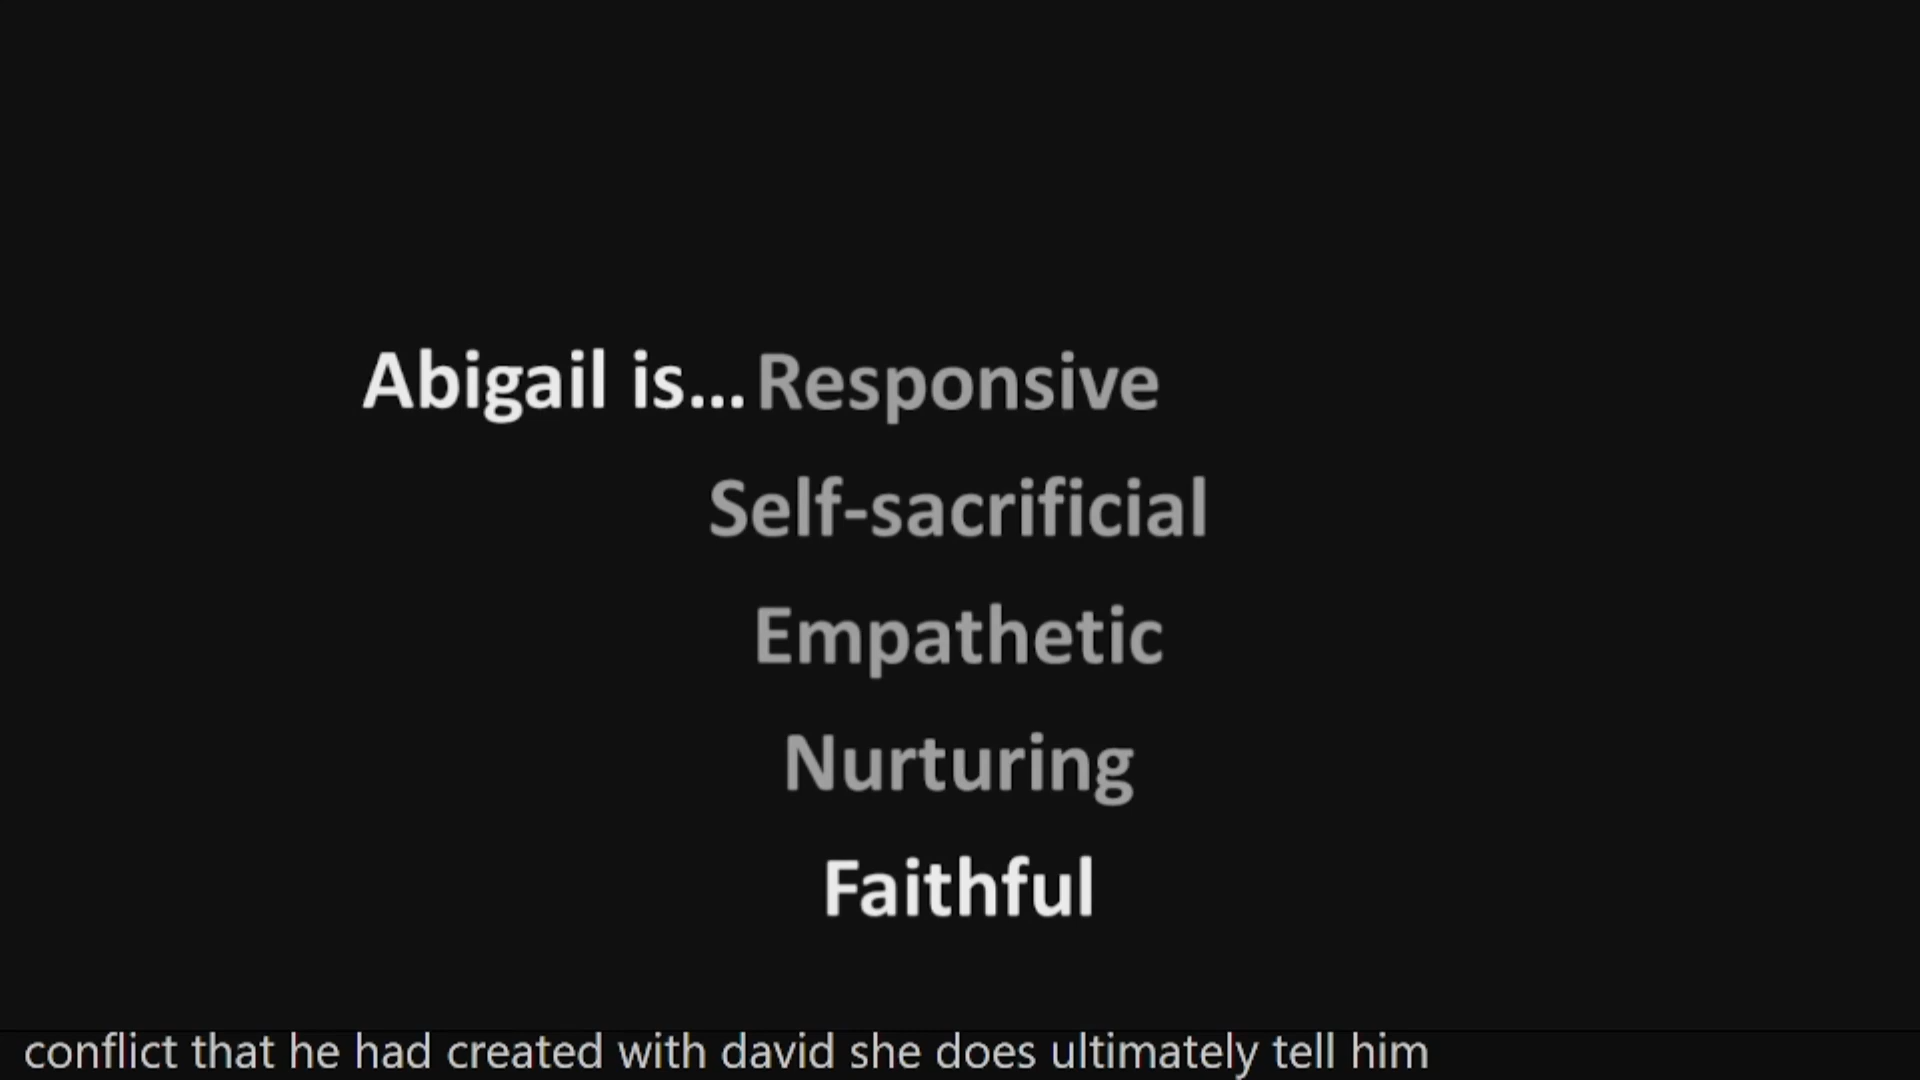 Abigail is... Responsive
Self-sacrificial
Empathetic
Nurturing
Faithful
conflict that he had created with david she does ultimately tell him